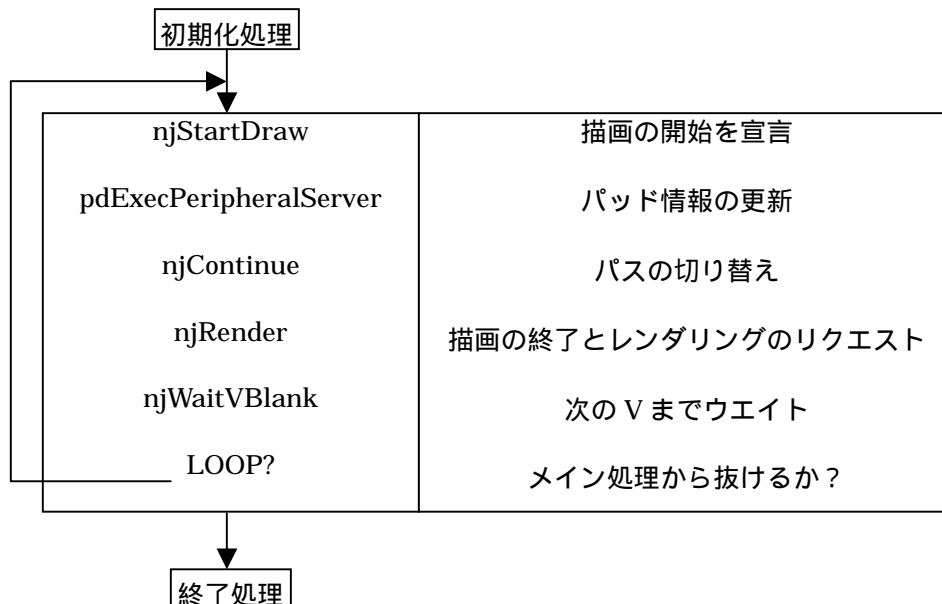 初期化処理
njStartDraw 描画の開始を宣言
pdExecPeripheralServer パッド情報の更新
njContinue パスの切り替え
njRender 描画の終了とレンダリングのリクエスト
njWaitVBlank 次の V までウエイト
LOOP? メイン処理から抜けるか？
終了処理